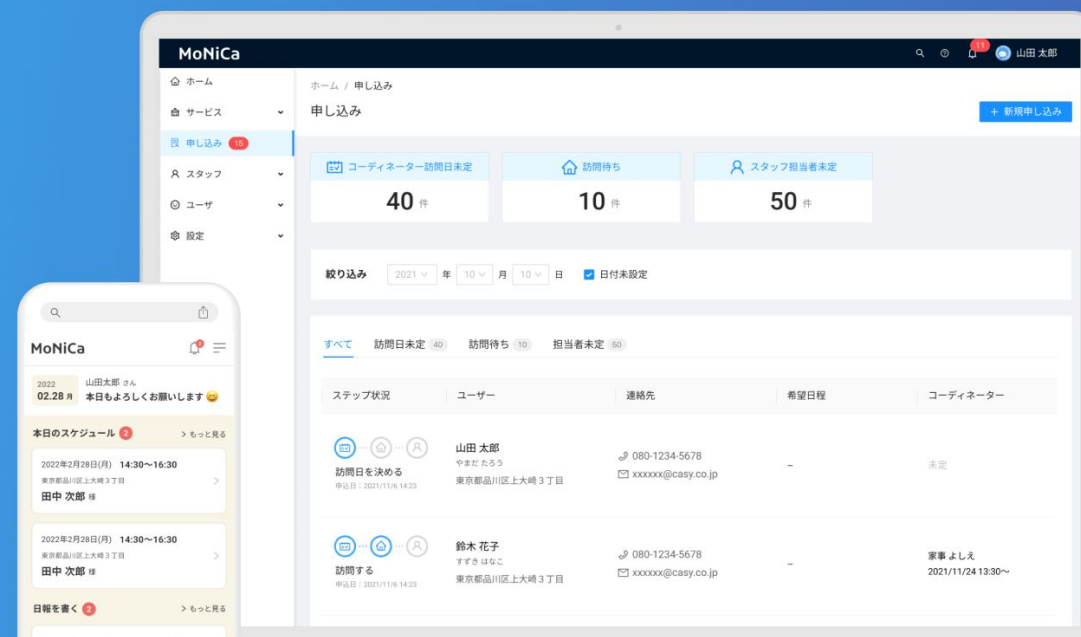 MoNiCa
11
山田 太郎
ホーム
サービス
申し込み 15
スタッフ
ユーザ
設定
ホーム / 申し込み
申し込み
+ 新規申し込み
コーディネーター訪問日未定
40 件
訪問待ち
10 件
スタッフ担当者未定
50 件
絞り込み 2021 年 10 月 10 日 日付未設定
すべて 訪問日未定 40 訪問待ち 10 担当者未定 50
ステップ状況 ユーザー 連絡先 希望日程 コーディネーター
訪問日を決める
申込日：2021/11/6 14:23
山田 太郎
やまだ たろう
東京都品川区上大崎３丁目
080-1234-5678
xxxxxx@casy.co.jp
–
未定
訪問する
申込日：2021/11/6 14:23
鈴木 花子
すずき はなこ
東京都品川区上大崎３丁目
080-1234-5678
xxxxxx@casy.co.jp
–
家事 よしえ
2021/11/24 13:30～
MoNiCa
2
2022
02.28 月
山田太郎 さん
本日もよろしくお願いします😄
本日のスケジュール 2 > もっと見る
2022年2月28日(月) 14:30～16:30
東京都品川区上大崎３丁目
田中 次郎 様
2022年2月28日(月) 14:30～16:30
東京都品川区上大崎３丁目
田中 次郎 様
日報を書く 2 > もっと見る